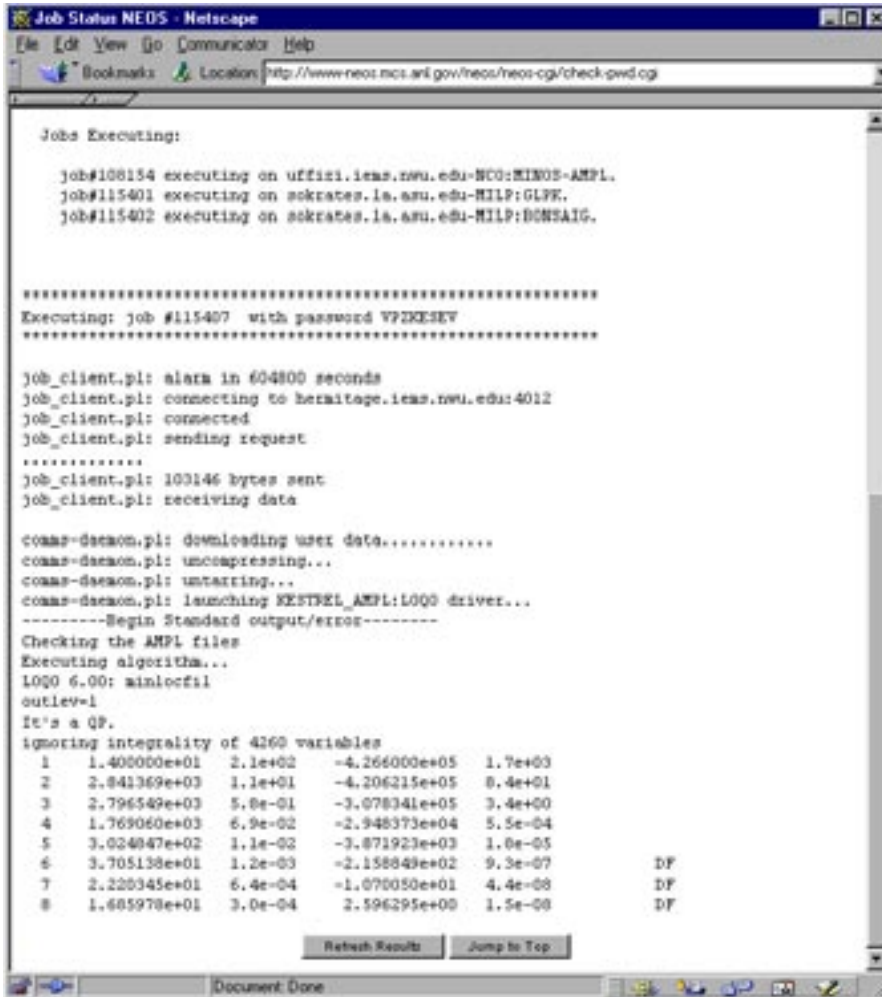 Job Status NEOS - Netscape
File Edit View Go Communicator Help
Bookmarks Location: http://www-neos.mcs.anl.gov/neos/neos-cgi/check-pwd.cgi
Jobs Executing:
job#108154 executing on uffizi.iems.nwu.edu-NCO:MINOS-AMPL.
job#115401 executing on sokrates.la.asu.edu-MILP:GLPK.
job#115402 executing on sokrates.la.asu.edu-MILP:BONSAIG.
*************************************************************
Executing: job #115407 with password VPIKESEV
*************************************************************
job_client.pl: alarm in 604800 seconds
job_client.pl: connecting to hermitage.iems.nwu.edu:4012
job_client.pl: connected
job_client.pl: sending request
.............
job_client.pl: 103146 bytes sent
job_client.pl: receiving data
comms-daemon.pl: downloading user data............
comms-daemon.pl: uncompressing...
comms-daemon.pl: untarring...
comms-daemon.pl: launching KESTREL_AMPL:LOQO driver...
---------Begin Standard output/error--------
Checking the AMPL files
Executing algorithm...
LOQO 6.00: minlocfil
outlev=1
It's a QP.
ignoring integrality of 4260 variables
1 1.400000e+01 2.1e+02 -4.266000e+05 1.7e+03
2 2.841369e+03 1.1e+01 -4.206215e+05 8.4e+01
3 2.796549e+03 5.8e-01 -3.078341e+05 3.4e+00
4 1.769060e+03 6.9e-02 -2.948373e+04 5.5e-04
5 3.024847e+02 1.1e-02 -3.871923e+03 1.8e-05
6 3.705138e+01 1.2e-03 -2.158849e+02 9.3e-07 DF
7 2.220345e+01 6.4e-04 -1.070050e+01 4.4e-08 DF
8 1.685978e+01 3.0e-04 2.596295e+00 1.5e-08 DF
Refresh Results Jump to Top
Document: Done